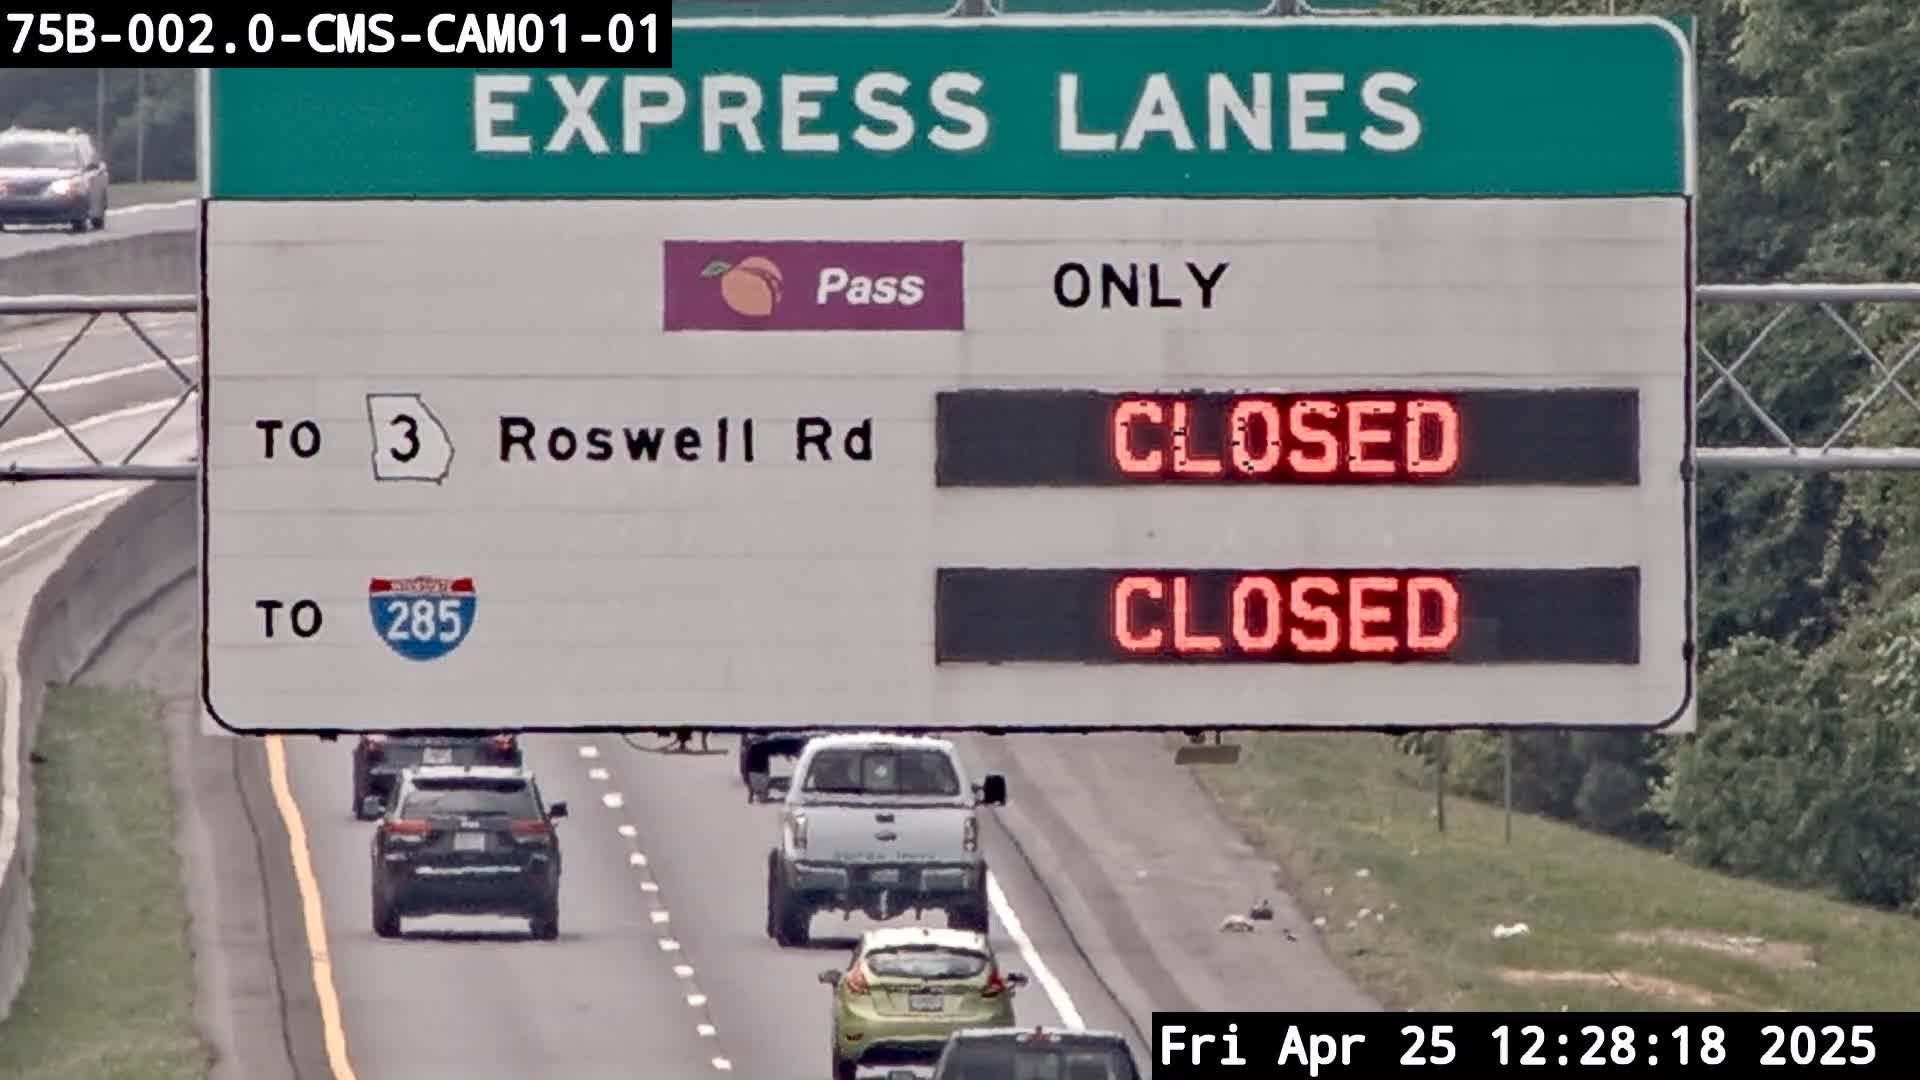 75B-002.0-CMS-CAM01-01
EXPRESS LANES
Pass ONLY
TO 3 Roswell Rd CLOSED
TO INTERSTATE 285 CLOSED
Fri Apr 25 12:28:18 2025